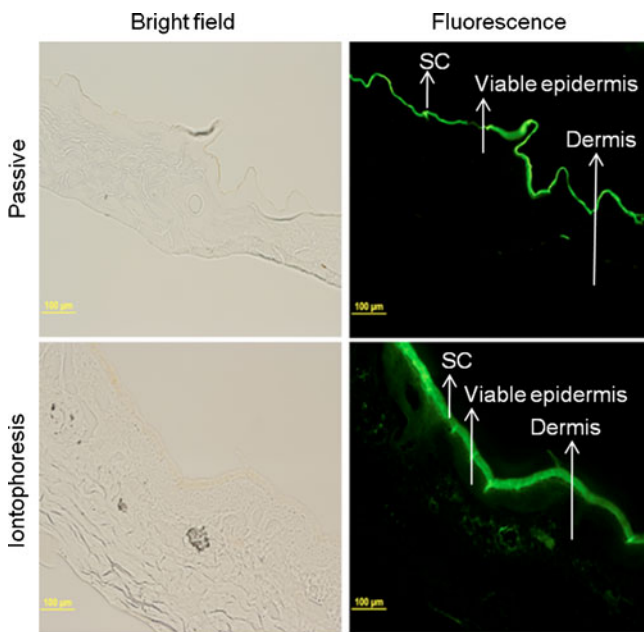 Bright field
Fluorescence
Passive
SC
Viable epidermis
Dermis
100 µm
100 µm
Iontophoresis
SC
Viable epidermis
Dermis
100 µm
100 µm